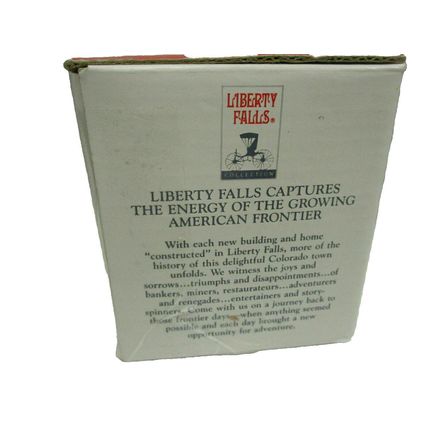 LIBERTY
FALLS®
COLLECTION
LIBERTY FALLS CAPTURES
THE ENERGY OF THE GROWING
AMERICAN FRONTIER
With each new building and home
"constructed" in Liberty Falls, more of the
history of this delightful Colorado town
unfolds. We witness the joys and
sorrows...triumphs and disappointments...of
bankers, miners, restaurateurs...adventurers
and renegades...entertainers and story-
spinners. Come with us on a journey back to
those frontier days...when anything seemed
possible and each day brought a new
opportunity for adventure.